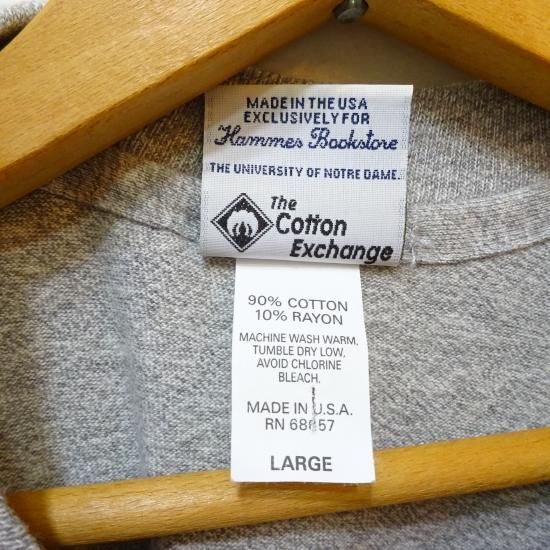 MADE IN THE USA
EXCLUSIVELY FOR
Hammes Bookstore
THE UNIVERSITY OF NOTRE DAME.
The
Cotton
Exchange
90% COTTON
10% RAYON
MACHINE WASH WARM,
TUMBLE DRY LOW,
AVOID CHLORINE
BLEACH.
MADE IN U.S.A.
RN
LARGE